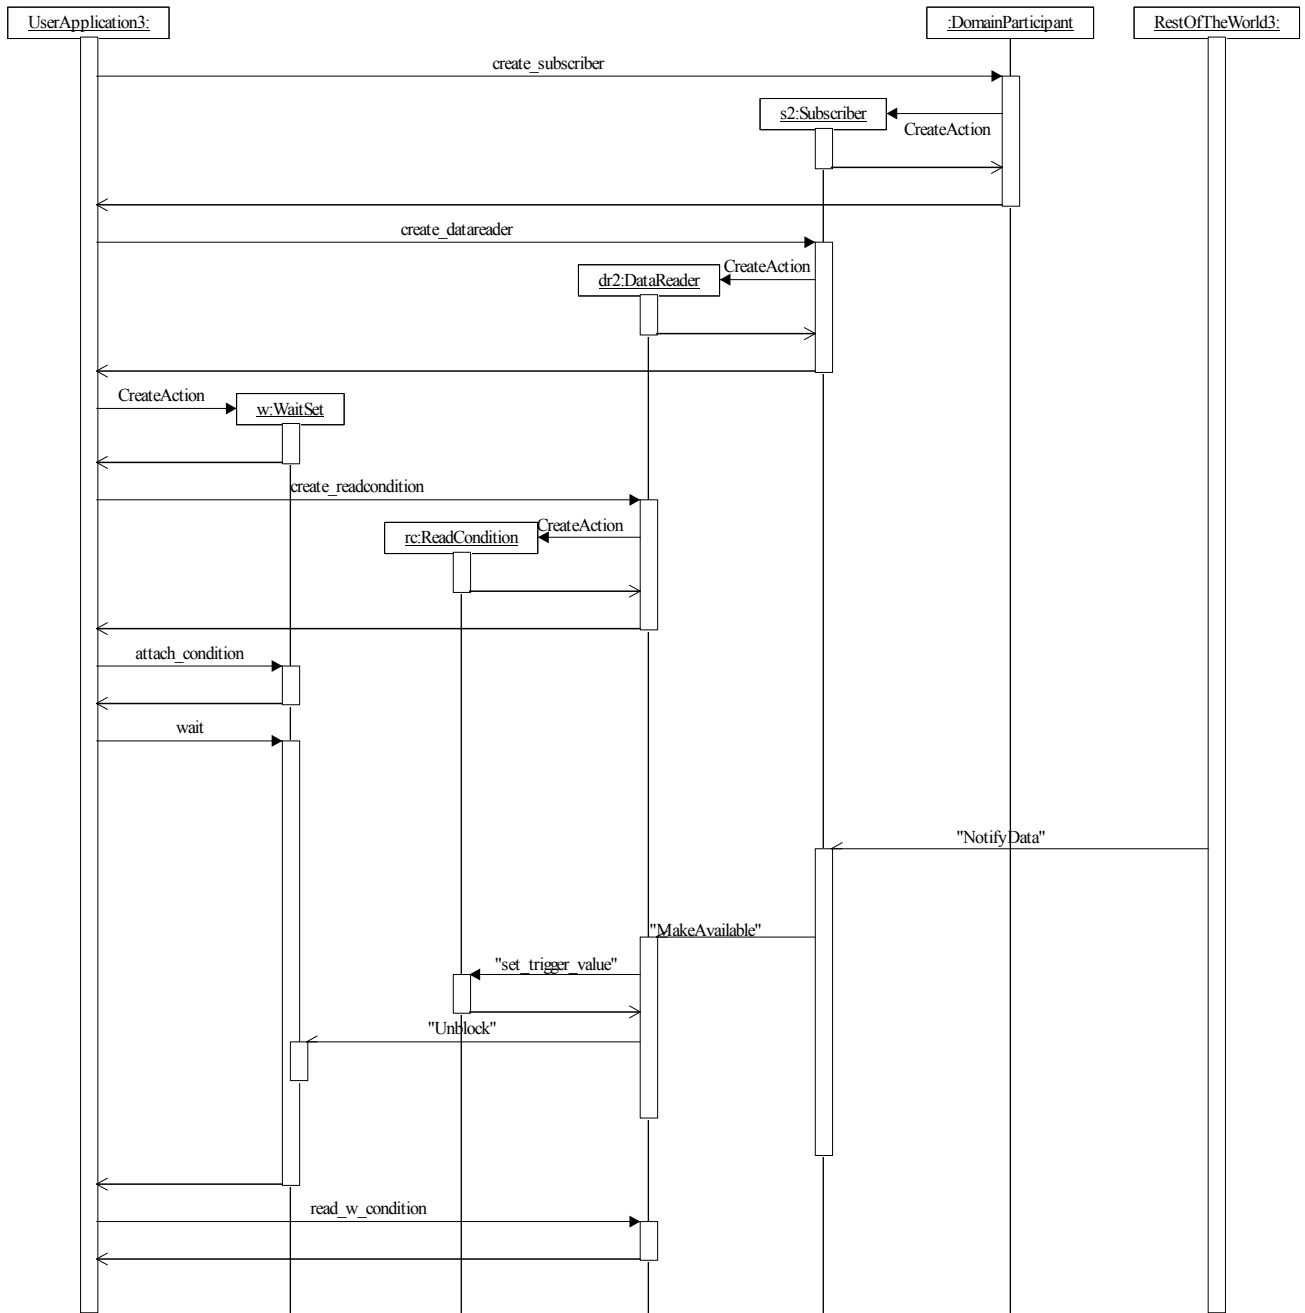 UserApplication3:
:DomainParticipant
RestOfTheWorld3:
create_subscriber
s2:Subscriber
CreateAction
create_datareader
CreateAction
dr2:DataReader
CreateAction
w:WaitSet
create_readcondition
CreateAction
rc:ReadCondition
attach_condition
wait
"NotifyData"
"MakeAvailable"
"set_trigger_value"
"Unblock"
read_w_condition